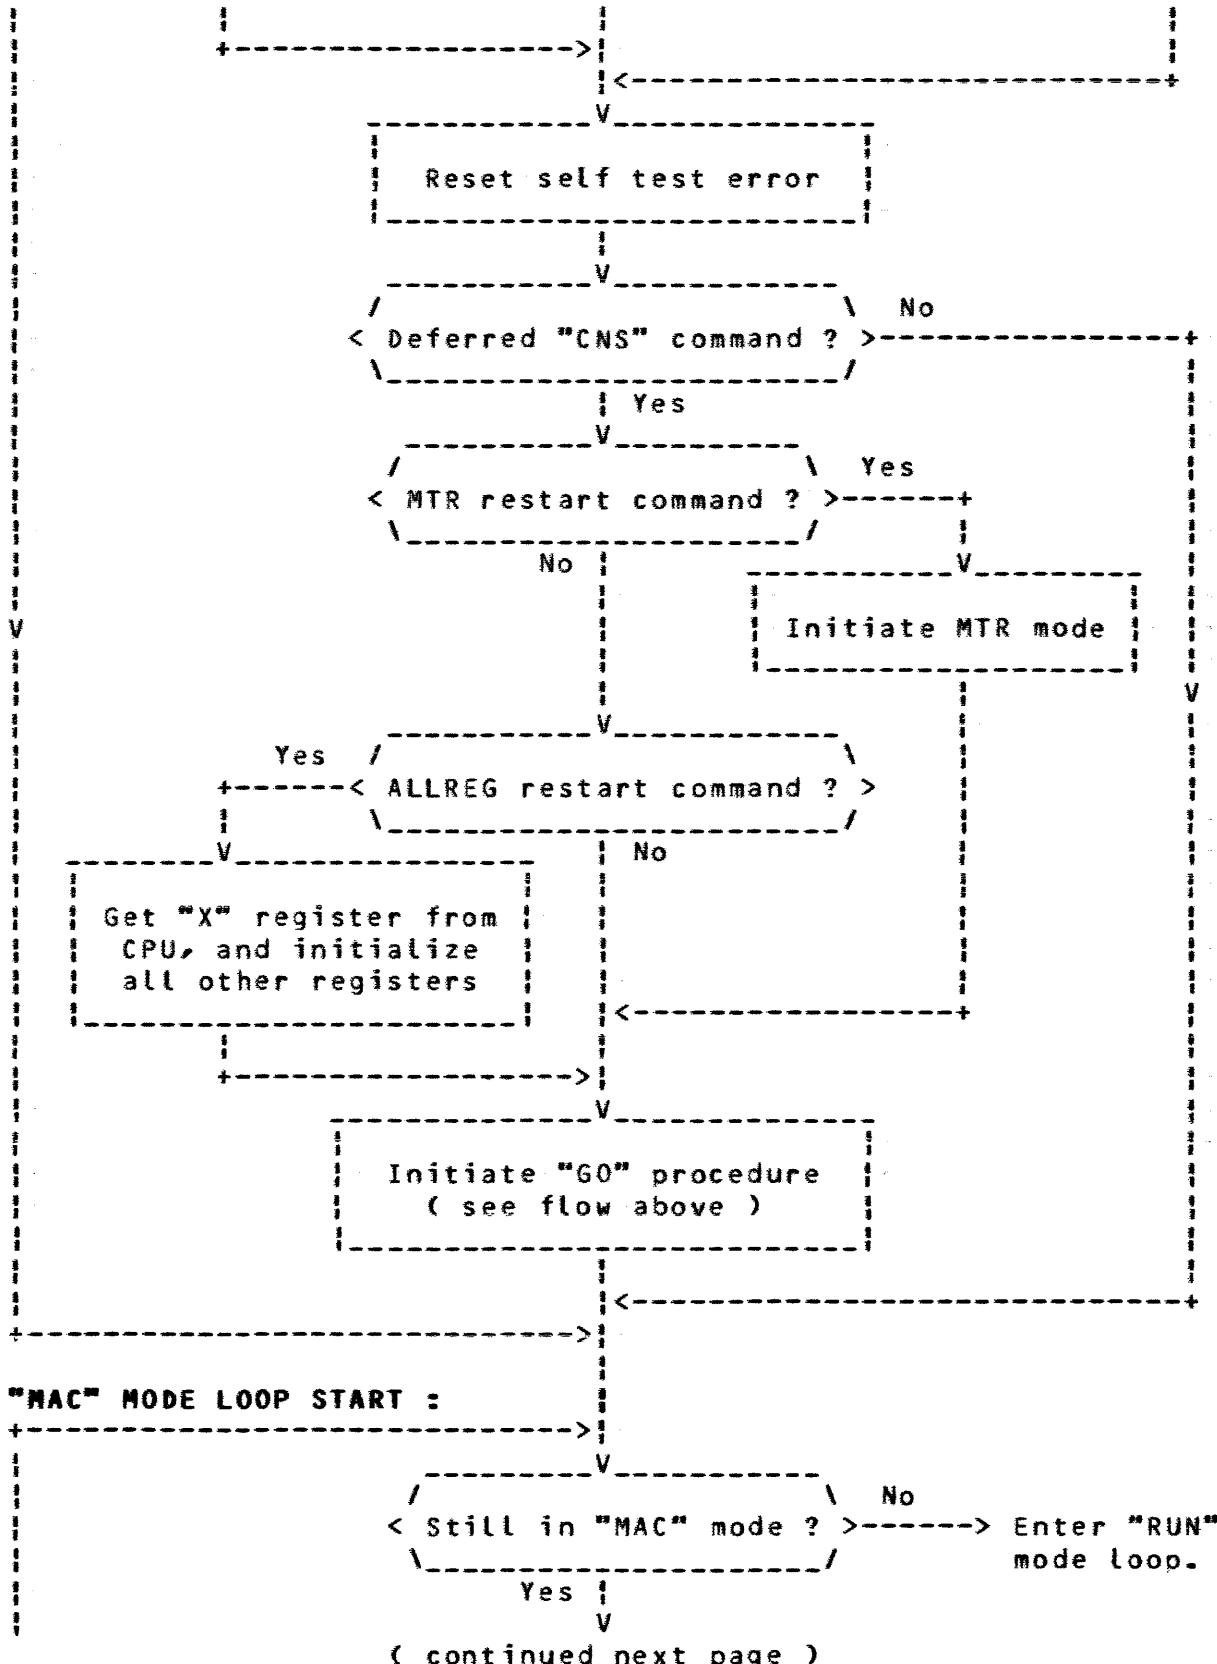 Reset self test error
No
Deferred "CNS" command ?
Yes
Yes
MTR restart command ?
No
Initiate MTR mode
Yes
ALLREG restart command ?
No
Get "X" register from
CPU, and initialize
all other registers
Initiate "GO" procedure
( see flow above )
"MAC" MODE LOOP START :
No
Still in "MAC" mode ? Enter "RUN"
mode loop.
Yes
( continued next page )